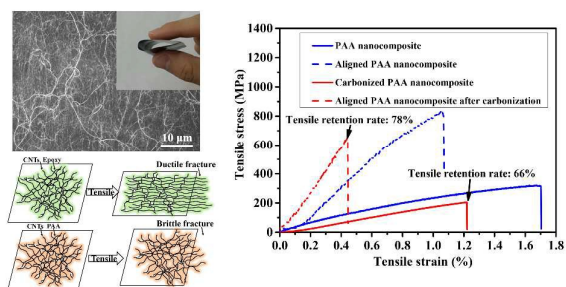 10 μm
CNTs Epqxy
Ductile fracture
Tensile
CNTs PAA
Brittle fracture
Tensile
Tensile stress (MPa)
1400
1200
1000
800
600
400
200
0
PAA nanocomposite
Aligned PAA nanocomposite
Carbonized PAA nanocomposite
Aligned PAA nanocomposite after carbonization
Tensile retention rate: 78%
Tensile retention rate: 66%
0.0 0.2 0.4 0.6 0.8 1.0 1.2 1.4 1.6 1.8
Tensile strain (%)